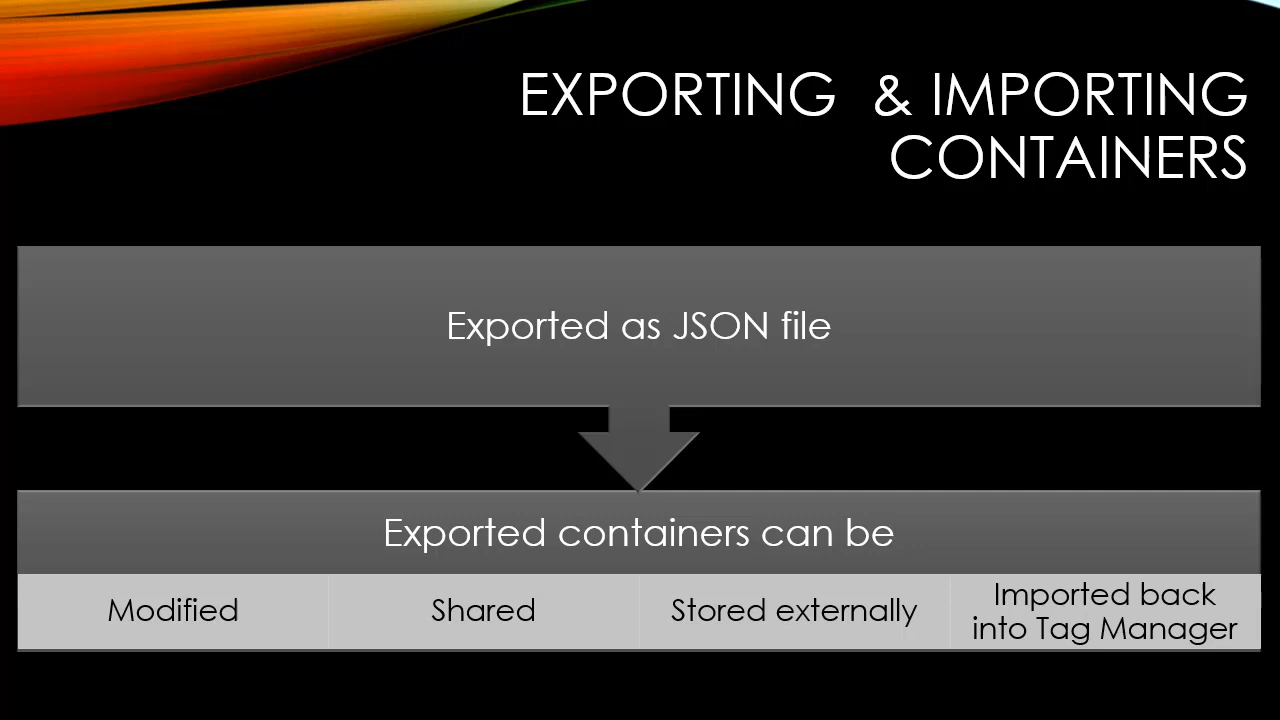 EXPORTING & IMPORTING
CONTAINERS
Exported as JSON file
Exported containers can be
Modified
Shared
Stored externally
Imported back
into Tag Manager